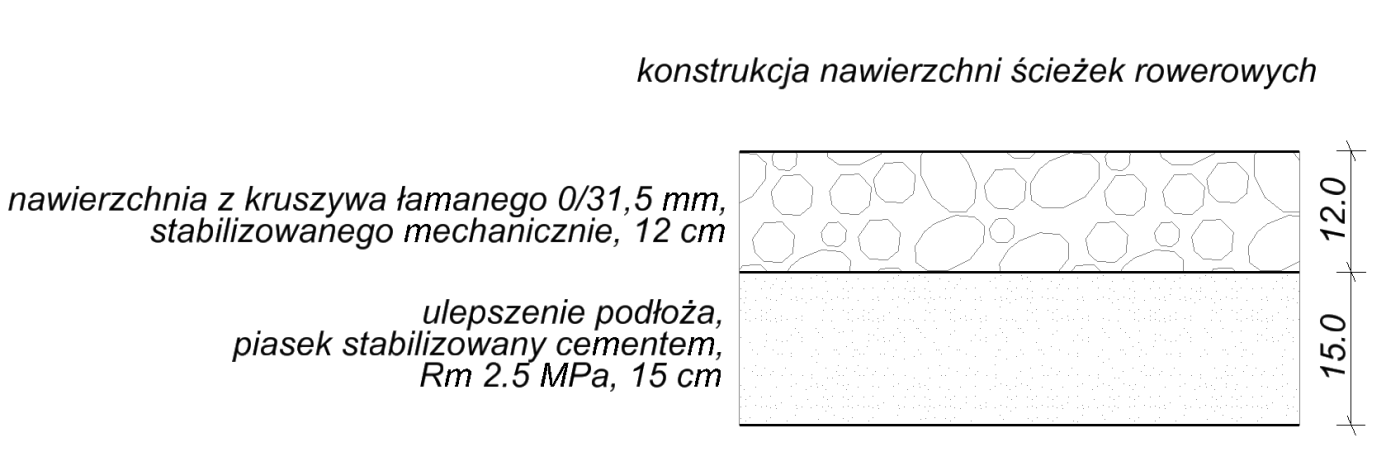 konstrukcja nawierzchni ścieżek rowerowych
nawierzchnia z kruszywa łamanego 0/31,5 mm,
stabilizowanego mechanicznie, 12 cm
12.0
ulepszenie podłoża,
piasek stabilizowany cementem,
Rm 2.5 MPa, 15 cm
15.0